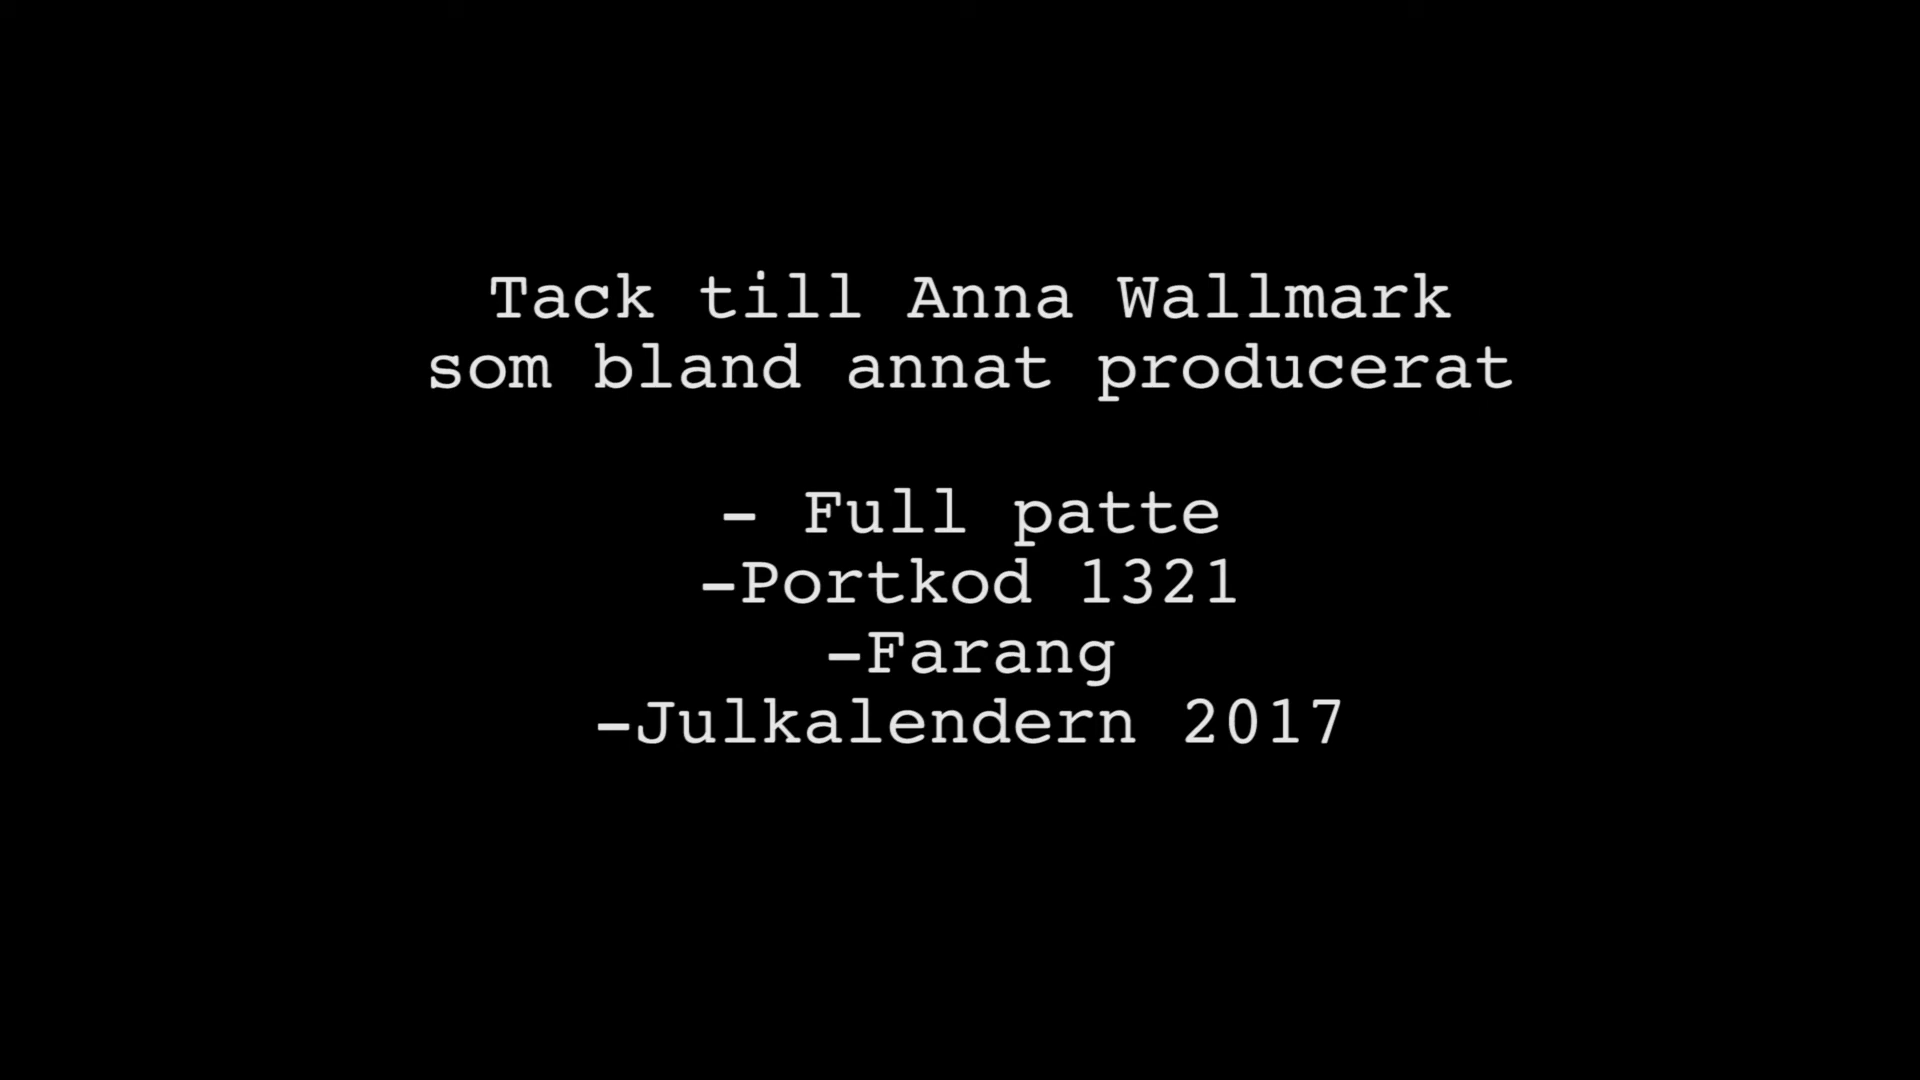 Tack till Anna Wallmark
som bland annat producerat
- Full patte
-Portkod 1321
-Farang
-Julkalendern 2017